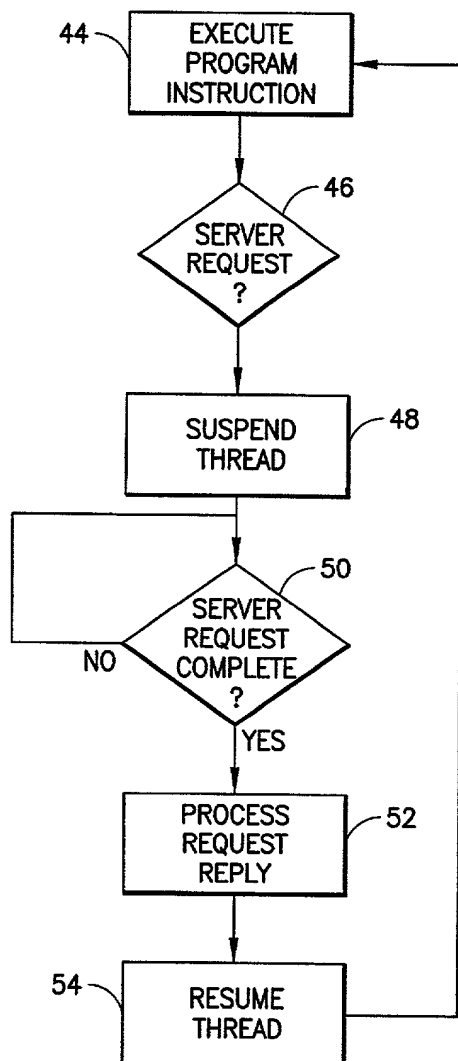 44
EXECUTE
PROGRAM
INSTRUCTION
46
SERVER
REQUEST
?
SUSPEND
THREAD
48
50
SERVER
REQUEST
COMPLETE
?
NO
YES
PROCESS
REQUEST
REPLY
52
54
RESUME
THREAD